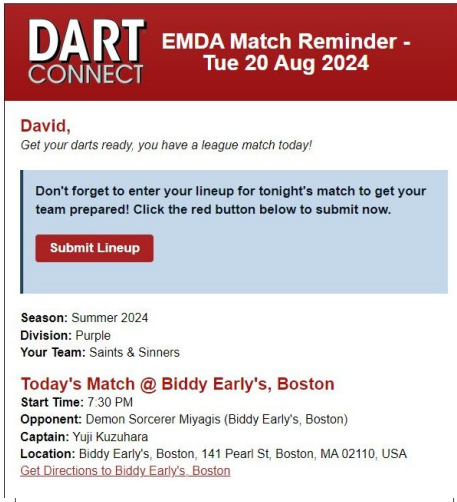 DART
CONNECT
EMDA Match Reminder -
Tue 20 Aug 2024
David,
Get your darts ready, you have a league match today!
Don't forget to enter your lineup for tonight's match to get your
team prepared! Click the red button below to submit now.
Submit Lineup
Season: Summer 2024
Division: Purple
Your Team: Saints & Sinners
Today's Match @ Biddy Early's, Boston
Start Time: 7:30 PM
Opponent: Demon Sorcerer Miyagis (Biddy Early's, Boston)
Captain: Yuji Kuzuhara
Location: Biddy Early's, Boston, 141 Pearl St, Boston, MA 02110, USA
Get Directions to Biddy Early's, Boston